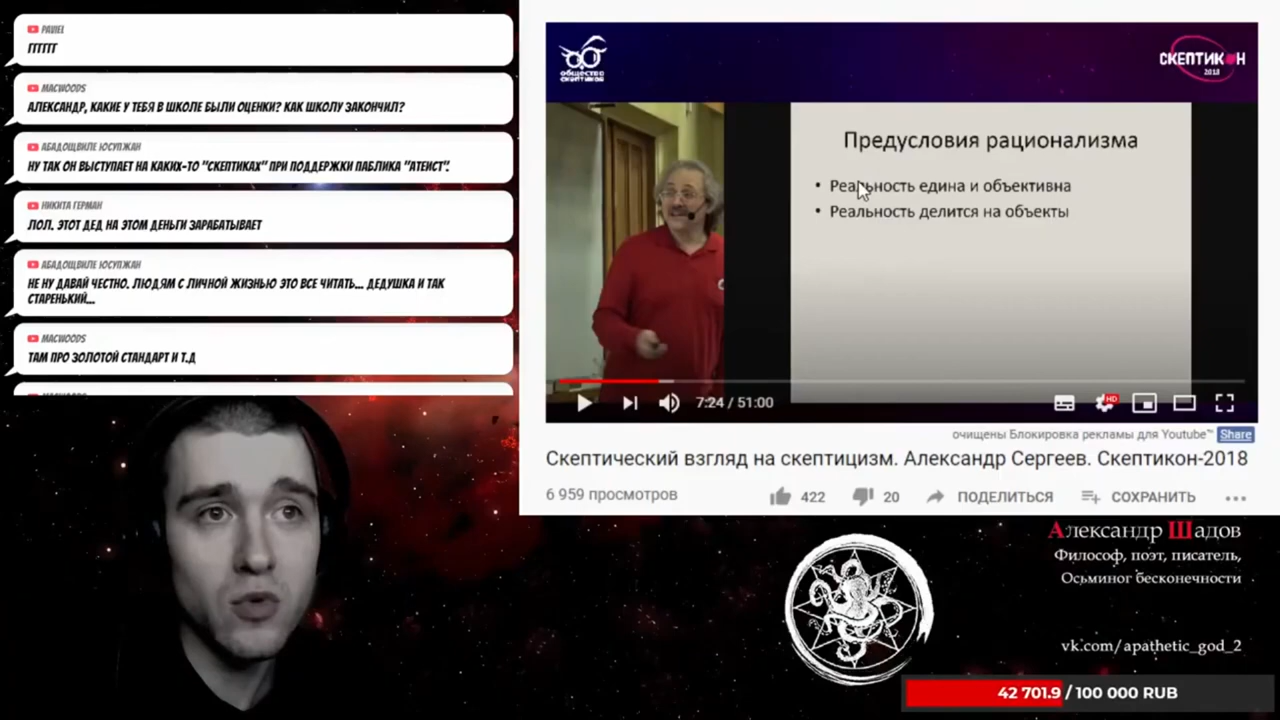 PAVIEL
ГГГГГГ
MACWOODS
АЛЕКСАНДР, КАКИЕ У ТЕБЯ В ШКОЛЕ БЫЛИ ОЦЕНКИ? КАК ШКОЛУ ЗАКОНЧИЛ?
АБАДОЩВИЛЕ ЮСУПЖАН
НУ ТАК ОН ВЫСТУПАЕТ НА КАКИХ-ТО "СКЕПТИКАХ" ПРИ ПОДДЕРЖКИ ПАБЛИКА "АТЕИСТ".
НИКИТА ГЕРМАН
ЛОЛ. ЭТОТ ДЕД НА ЭТОМ ДЕНЬГИ ЗАРАБАТЫВАЕТ
АБАДОЩВИЛЕ ЮСУПЖАН
НЕ НУ ДАВАЙ ЧЕСТНО. ЛЮДЯМ С ЛИЧНОЙ ЖИЗНЬЮ ЭТО ВСЕ ЧИТАТЬ... ДЕДУШКА И ТАК
СТАРЕНЬКИЙ...
MACWOODS
ТАМ ПРО ЗОЛОТОЙ СТАНДАРТ И Т.Д
общество
скептиков
СКЕПТИКОН
2018
Предусловия рационализма
• Реальность едина и объективна
• Реальность делится на объекты
7:24 / 51:00
HD
очищены Блокировка рекламы для Youtube™ Share
Скептический взгляд на скептицизм. Александр Сергеев. Скептикон-2018
6 959 просмотров
422
20
ПОДЕЛИТЬСЯ
СОХРАНИТЬ
Александр Шадов
Философ, поэт, писатель,
Осьминог бесконечности
vk.com/apathetic_god_2
42 701.9 / 100 000 RUB